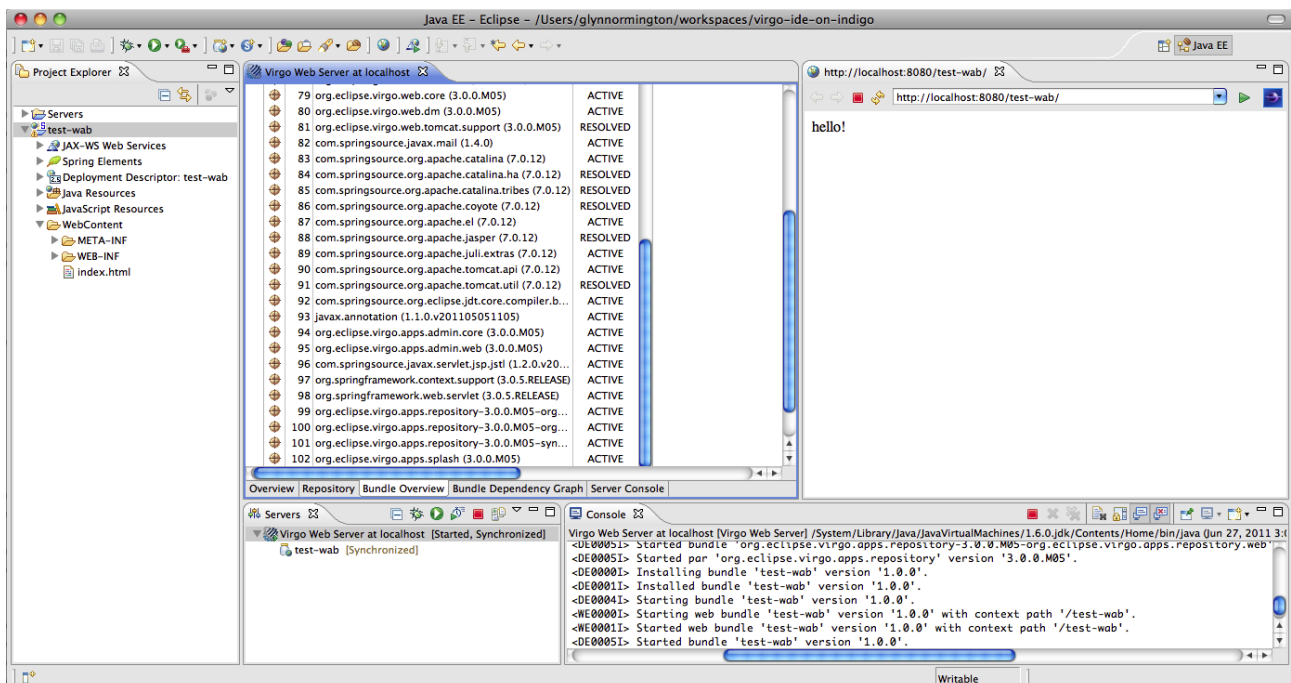 Java EE – Eclipse – /Users/glynnormington/workspaces/virgo-ide-on-indigo
Java EE
Project Explorer
Servers
test-wab
JAX-WS Web Services
Spring Elements
Deployment Descriptor: test-wab
Java Resources
JavaScript Resources
WebContent
META-INF
WEB-INF
index.html
Virgo Web Server at localhost
79 org.eclipse.virgo.web.core (3.0.0.M05) ACTIVE
80 org.eclipse.virgo.web.dm (3.0.0.M05) ACTIVE
81 org.eclipse.virgo.web.tomcat.support (3.0.0.M05) RESOLVED
82 com.springsource.javax.mail (1.4.0) ACTIVE
83 com.springsource.org.apache.catalina (7.0.12) ACTIVE
84 com.springsource.org.apache.catalina.ha (7.0.12) RESOLVED
85 com.springsource.org.apache.catalina.tribes (7.0.12) RESOLVED
86 com.springsource.org.apache.coyote (7.0.12) RESOLVED
87 com.springsource.org.apache.el (7.0.12) ACTIVE
88 com.springsource.org.apache.jasper (7.0.12) RESOLVED
89 com.springsource.org.apache.juli.extras (7.0.12) ACTIVE
90 com.springsource.org.apache.tomcat.api (7.0.12) ACTIVE
91 com.springsource.org.apache.tomcat.util (7.0.12) RESOLVED
92 com.springsource.org.eclipse.jdt.core.compiler.b... ACTIVE
93 javax.annotation (1.1.0.v201105051105) ACTIVE
94 org.eclipse.virgo.apps.admin.core (3.0.0.M05) ACTIVE
95 org.eclipse.virgo.apps.admin.web (3.0.0.M05) ACTIVE
96 com.springsource.javax.servlet.jsp.jstl (1.2.0.v20... ACTIVE
97 org.springframework.context.support (3.0.5.RELEASE) ACTIVE
98 org.springframework.web.servlet (3.0.5.RELEASE) ACTIVE
99 org.eclipse.virgo.apps.repository-3.0.0.M05-org... ACTIVE
100 org.eclipse.virgo.apps.repository-3.0.0.M05-org... ACTIVE
101 org.eclipse.virgo.apps.repository-3.0.0.M05-syn... ACTIVE
102 org.eclipse.virgo.apps.splash (3.0.0.M05) ACTIVE
Overview Repository Bundle Overview Bundle Dependency Graph Server Console
http://localhost:8080/test-wab/
http://localhost:8080/test-wab/
hello!
Servers
Virgo Web Server at localhost [Started, Synchronized]
test-wab [Synchronized]
Console
Virgo Web Server at localhost [Virgo Web Server] /System/Library/Java/JavaVirtualMachines/1.6.0.jdk/Contents/Home/bin/java (Jun 27, 2011 3:
<DE0005I> Started bundle 'org.eclipse.virgo.apps.repository-3.0.0.M05-org.eclipse.virgo.apps.repository.web'
<DE0005I> Started par 'org.eclipse.virgo.apps.repository' version '3.0.0.M05'.
<DE0000I> Installing bundle 'test-wab' version '1.0.0'.
<DE0001I> Installed bundle 'test-wab' version '1.0.0'.
<DE0004I> Starting bundle 'test-wab' version '1.0.0'.
<WE0000I> Starting web bundle 'test-wab' version '1.0.0' with context path '/test-wab'.
<WE0001I> Started web bundle 'test-wab' version '1.0.0' with context path '/test-wab'.
<DE0005I> Started bundle 'test-wab' version '1.0.0'.
Writable